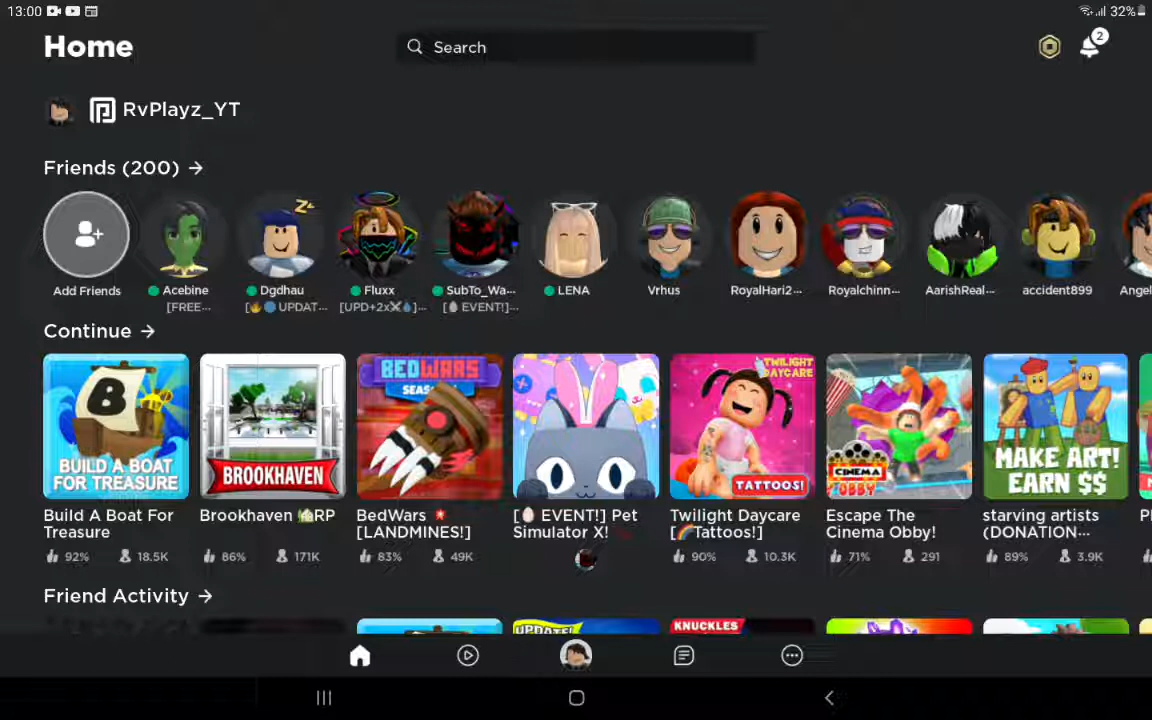 13:00
32%
Home
Search
2
RvPlayz_YT
Friends (200) →
Add Friends
Acebine
Dgdhau
Fluxx
SubTo_Wa...
LENA
Vrhus
RoyalHari2...
Royalchinn...
AarishReal...
accident899
Angel
[FREE...
[🔥🌐UPDAT...
[UPD+2x⚔️💧]...
[🥚EVENT!]...
Continue →
BEDWARS
SEAS
TWILIGHT DAYCARE
B
BUILD A BOAT
FOR TREASURE
BROOKHAVEN
TATTOOS!
CINEMA
OBBY
MAKE ART!
EARN $$
Build A Boat For
Treasure
Brookhaven 🏡RP
BedWars 💥
[LANDMINES!]
[🥚 EVENT!] Pet
Simulator X!
Twilight Daycare
[🌈Tattoos!]
Escape The
Cinema Obby!
starving artists
(DONATION...
92%
18.5K
86%
171K
83%
49K
90%
10.3K
71%
291
89%
3.9K
Friend Activity →
UPDATE!
KNUCKLES